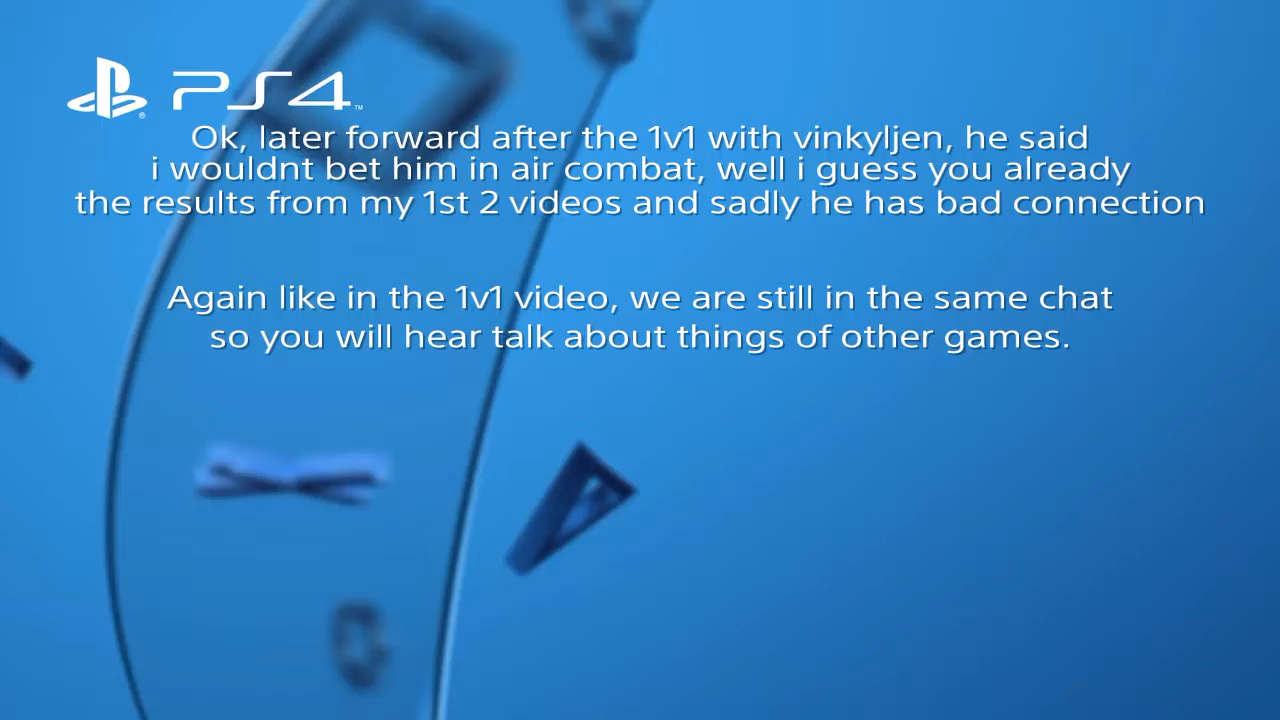 PS4™
Ok, later forward after the 1v1 with vinkyljen, he said
i wouldnt bet him in air combat, well i guess you already
the results from my 1st 2 videos and sadly he has bad connection
Again like in the 1v1 video, we are still in the same chat
so you will hear talk about things of other games.